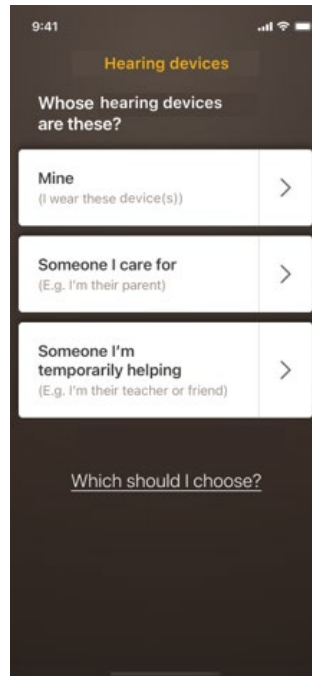 9:41
Hearing devices
Whose hearing devices
are these?
Mine
(I wear these device(s))
Someone I care for
(E.g. I'm their parent)
Someone I'm
temporarily helping
(E.g. I'm their teacher or friend)
Which should I choose?